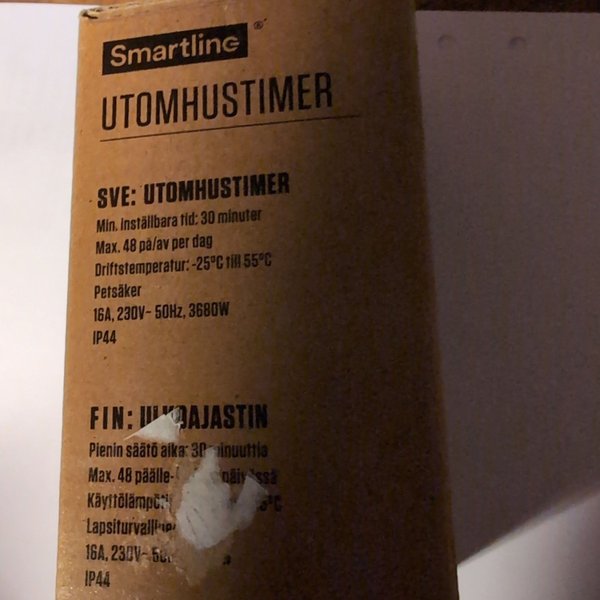 Smartline
UTOMHUSTIMER
SVE: UTOMHUSTIMER
Min. inställbara tid: 30 minuter
Max. 48 på/av per dag
Driftstemperatur: -25°C till 55°C
Petsäker
16A, 230V~ 50Hz, 3680W
IP44
FIN: ULKOAJASTIN
Pienin säätö aika: 30 minuuttia
Max. 48 päälle-
16A, 230V~
IP44